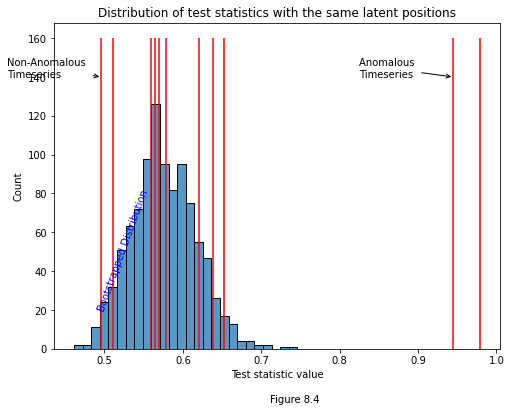 Distribution of test statistics with the same latent positions
160
Non-Anomalous
Timeseries
Anomalous
Timeseries
140
120
100
80
60
40
20
0
Count
Bootstrapped Distribution
0.5 0.6 0.7 0.8 0.9 1.0
Test statistic value
Figure 8.4